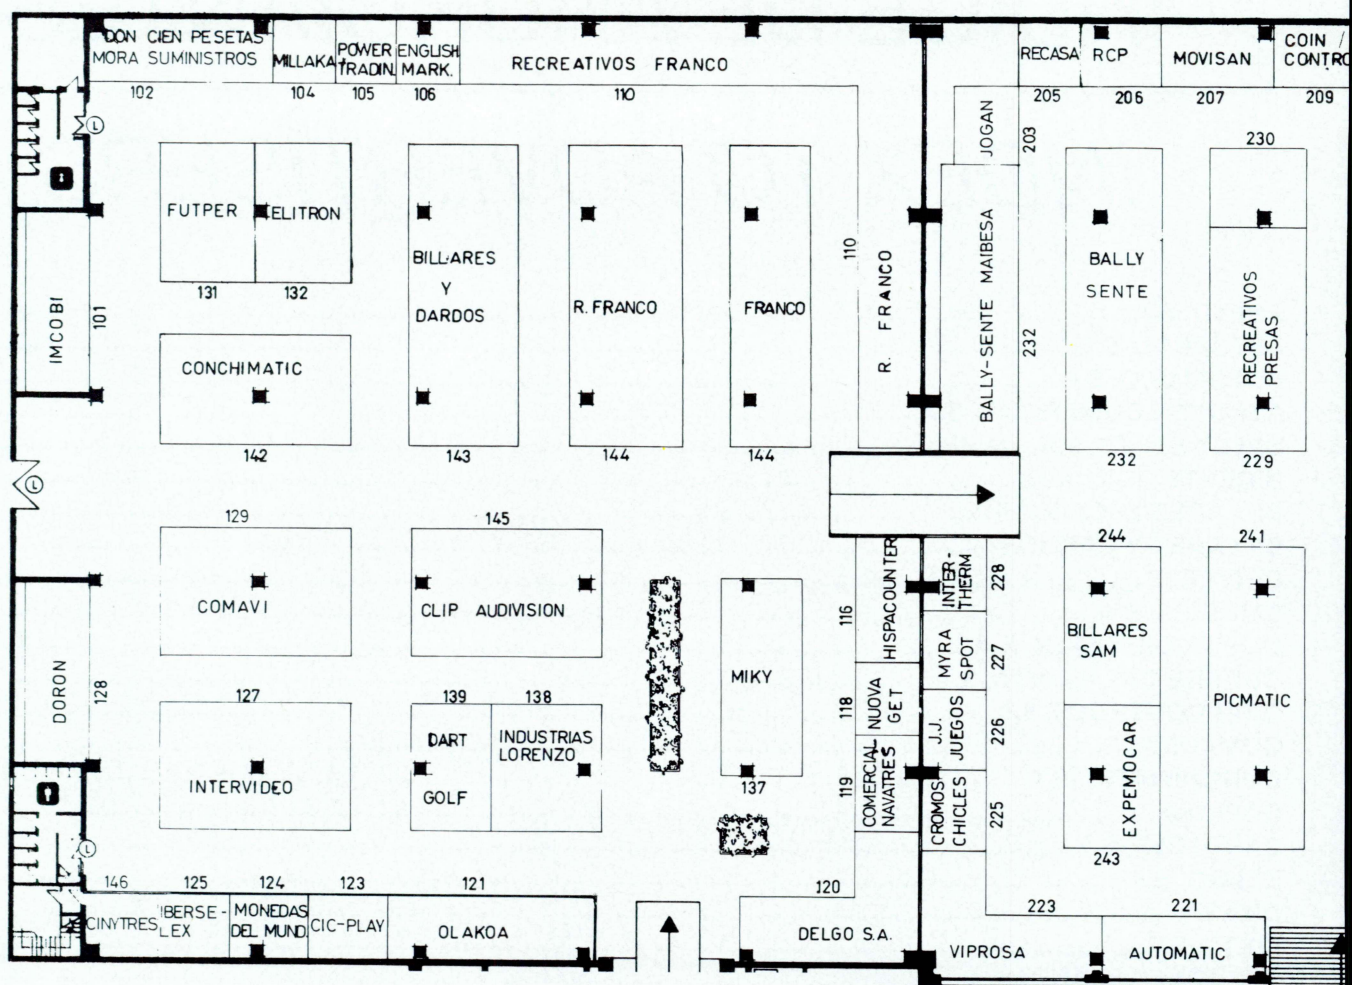 DON CIEN PESETAS
MORA SUMINISTROS
MILLAKA
POWER
TRADIN.
ENGLISH
MARK.
RECREATIVOS FRANCO
RECASA
RCP
MOVISAN
COIN /
CONTRO
102
104
105
106
110
205
206
207
209
L
JOGAN
203
230
FUTPER
ELITRON
131
132
BILLARES
Y
DARDOS
R. FRANCO
FRANCO
110
R. FRANCO
BALLY-SENTE MAIBESA
232
BALLY
SENTE
RECREATIVOS
PRESAS
IMCOBI
101
CONCHIMATIC
142
143
144
144
232
229
L
129
145
244
241
COMAVI
CLIP AUDIVISION
116
HISPACOUNTER
INTER-
THERM
228
BILLARES
SAM
MYRA
SPOT
227
DORON
128
127
139
138
MIKY
118
NUOVA
GET
J.J.
JUEGOS
226
PICMATIC
DART
GOLF
INDUSTRIAS
LORENZO
INTERVIDEO
137
119
COMERCIAL
NAVATRES
CROMOS
CHICLES
225
EXPEMOCAR
243
L
146
125
124
123
121
120
223
221
CINYTRES
IBERSE-
LEX
MONEDAS
DEL MUND.
CIC-PLAY
OLAKOA
DELGO S.A.
VIPROSA
AUTOMATIC